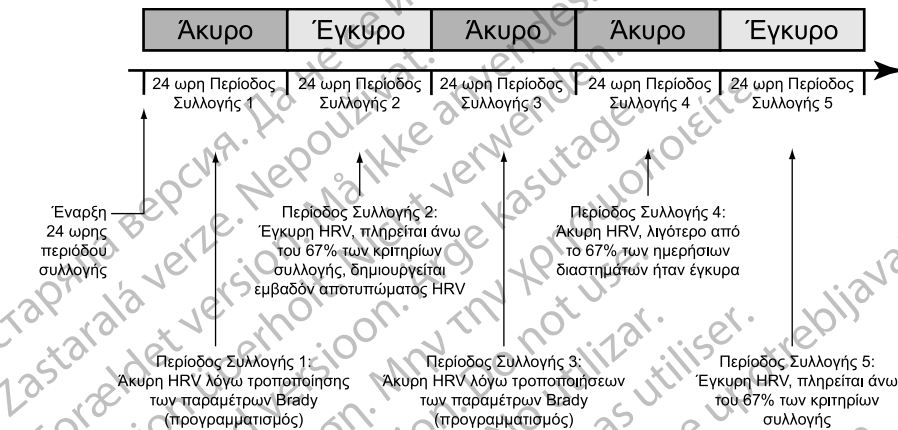 Άκυρο Έγκυρο Άκυρο Άκυρο Έγκυρο
24 ωρη Περίοδος Συλλογής 1
24 ωρη Περίοδος Συλλογής 2
24 ωρη Περίοδος Συλλογής 3
24 ωρη Περίοδος Συλλογής 4
24 ωρη Περίοδος Συλλογής 5
Έναρξη
24 ωρης
περιόδου
συλλογής
Περίοδος Συλλογής 2:
Έγκυρη HRV, πληρείται άνω
του 67% των κριτηρίων
συλλογής, δημιουργείται
εμβαδόν αποτυπώματος HRV
Περίοδος Συλλογής 4:
Άκυρη HRV, λιγότερο από
το 67% των ημερήσιων
διαστημάτων ήταν έγκυρα
Περίοδος Συλλογής 1:
Άκυρη HRV λόγω τροποποίησης
των παραμέτρων Brady
(προγραμματισμός)
Περίοδος Συλλογής 3:
Άκυρη HRV λόγω τροποποιήσεων
των παραμέτρων Brady
(προγραμματισμός)
Περίοδος Συλλογής 5:
Έγκυρη HRV, πληρείται άνω
του 67% των κριτηρίων
συλλογής